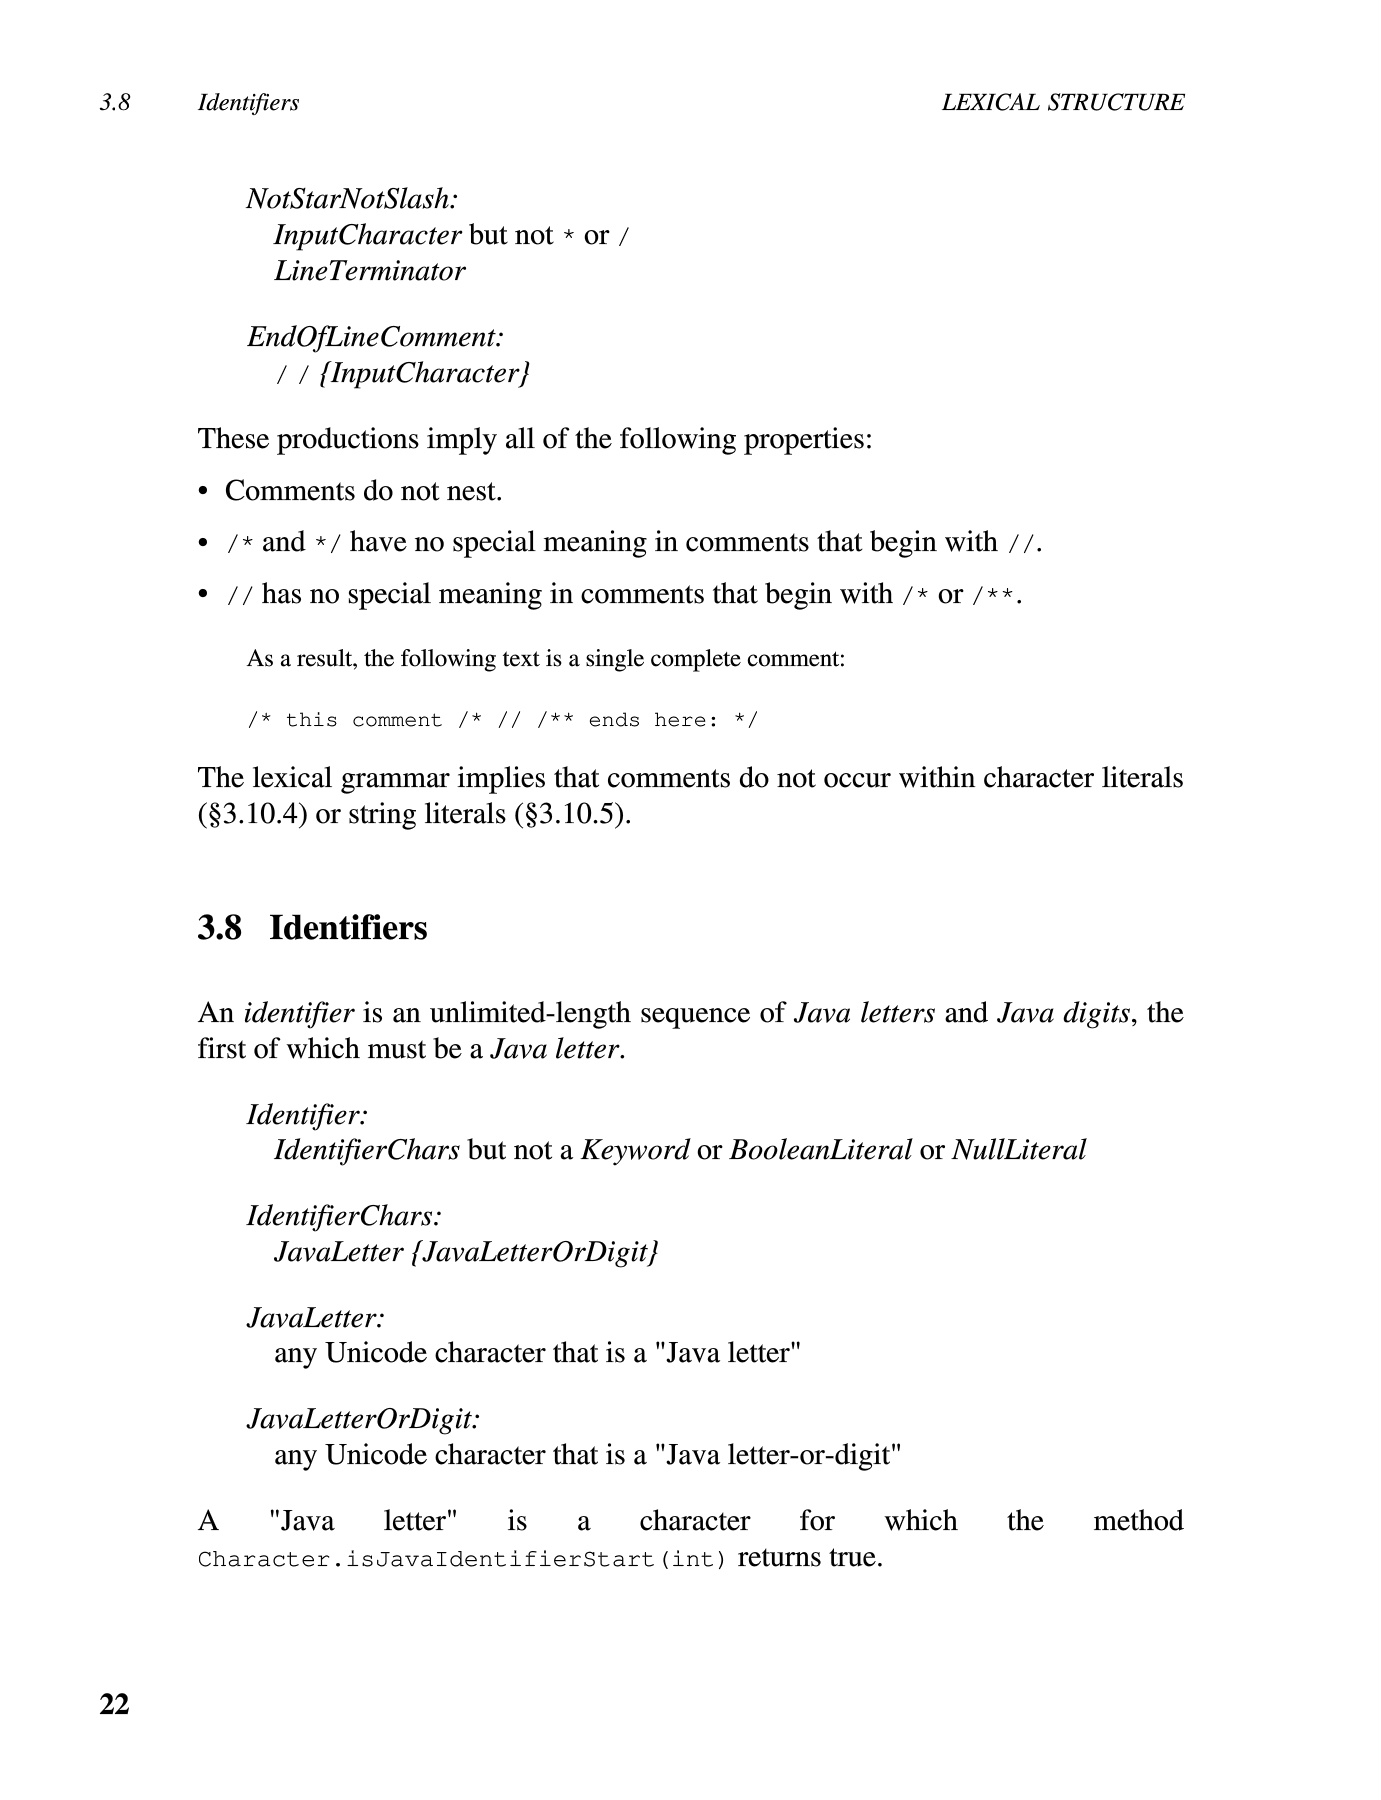 3.8 Identifiers LEXICAL STRUCTURE
NotStarNotSlash:
InputCharacter but not * or /
LineTerminator
EndOfLineComment:
/ / {InputCharacter}
These productions imply all of the following properties:
• Comments do not nest.
• /* and */ have no special meaning in comments that begin with //.
• // has no special meaning in comments that begin with /* or /**.
As a result, the following text is a single complete comment:
/* this comment /* // /** ends here: */
The lexical grammar implies that comments do not occur within character literals
(§3.10.4) or string literals (§3.10.5).
3.8 Identifiers
An identifier is an unlimited-length sequence of Java letters and Java digits, the
first of which must be a Java letter.
Identifier:
IdentifierChars but not a Keyword or BooleanLiteral or NullLiteral
IdentifierChars:
JavaLetter {JavaLetterOrDigit}
JavaLetter:
any Unicode character that is a "Java letter"
JavaLetterOrDigit:
any Unicode character that is a "Java letter-or-digit"
A "Java letter" is a character for which the method
Character.isJavaIdentifierStart(int) returns true.
22